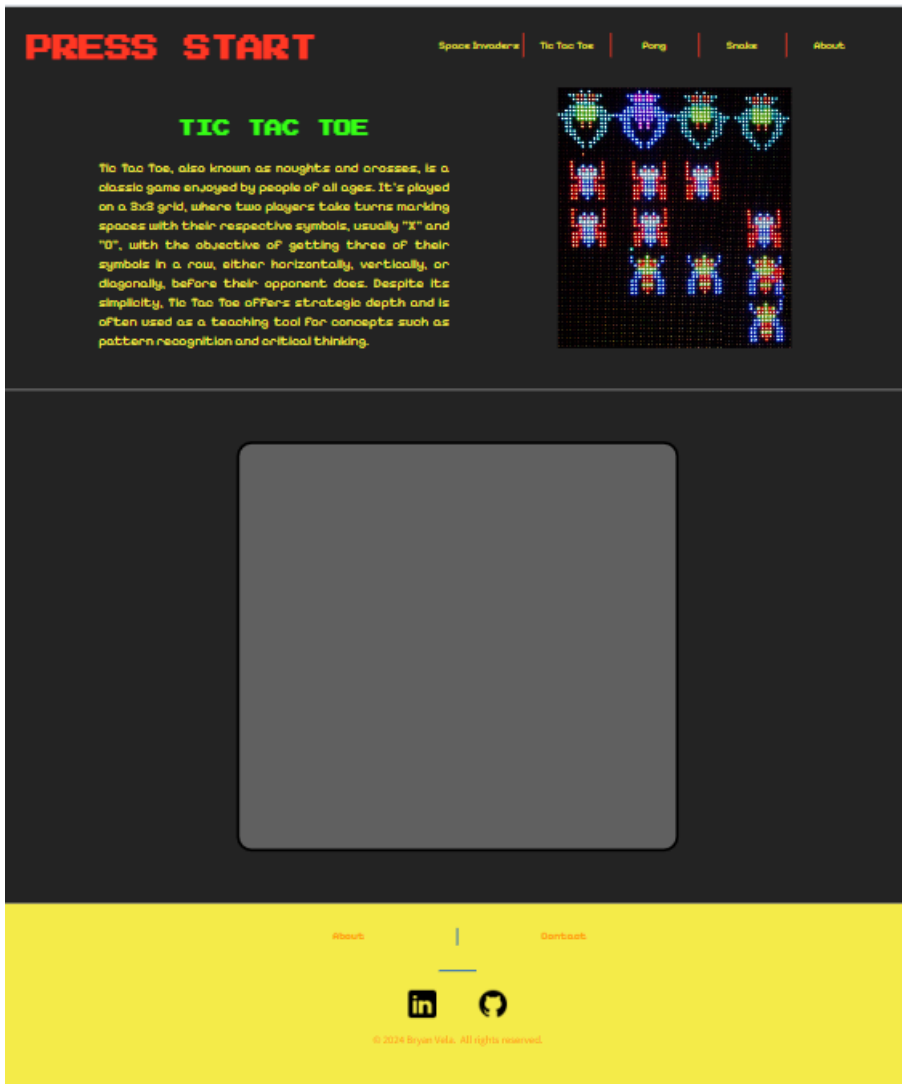 PRESS START
Space Invaders
Tic Tac Toe
Pong
Snake
About
TIC TAC TOE
Tic Tac Toe, also known as noughts and crosses, is a
classic game enjoyed by people of all ages. It's played
on a 3x3 grid, where two players take turns marking
spaces with their respective symbols, usually "X" and
"O", with the objective of getting three of their
symbols in a row, either horizontally, vertically, or
diagonally, before their opponent does. Despite its
simplicity, Tic Tac Toe offers strategic depth and is
often used as a teaching tool for concepts such as
pattern recognition and critical thinking.
About
Contact
in
© 2024 Bryan Vela. All rights reserved.